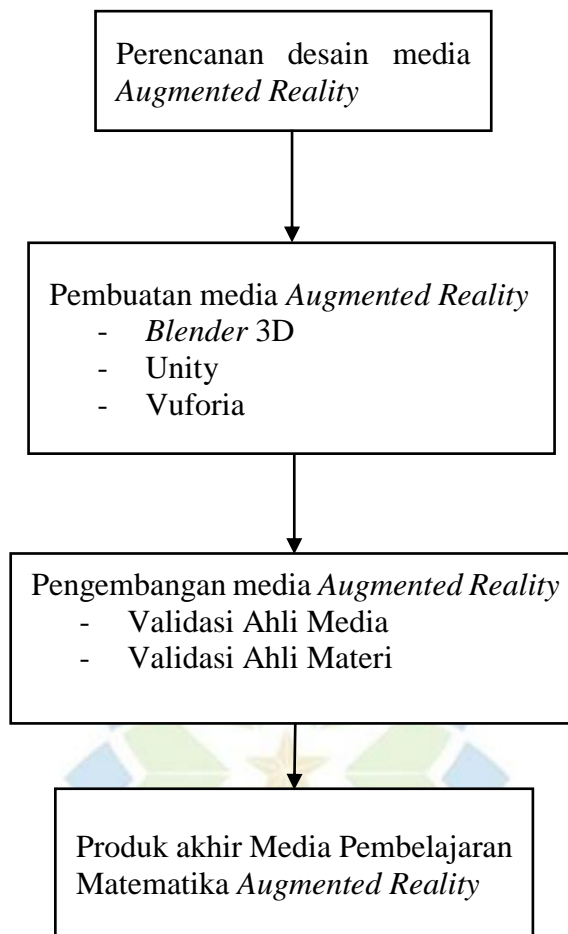 Perencanan desain media
Augmented Reality
Pembuatan media Augmented Reality
- Blender 3D
- Unity
- Vuforia
Pengembangan media Augmented Reality
- Validasi Ahli Media
- Validasi Ahli Materi
Produk akhir Media Pembelajaran
Matematika Augmented Reality